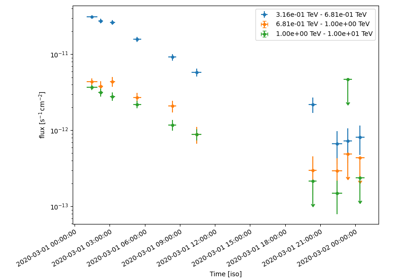 3.16e-01 TeV - 6.81e-01 TeV
6.81e-01 TeV - 1.00e+00 TeV
1.00e+00 TeV - 1.00e+01 TeV
flux [s⁻¹ cm⁻²]
10⁻¹¹
10⁻¹²
10⁻¹³
2020-03-01 00:00:00
2020-03-01 03:00:00
2020-03-01 06:00:00
2020-03-01 09:00:00
2020-03-01 12:00:00
2020-03-01 15:00:00
2020-03-01 18:00:00
2020-03-01 21:00:00
2020-03-02 00:00:00
Time [iso]